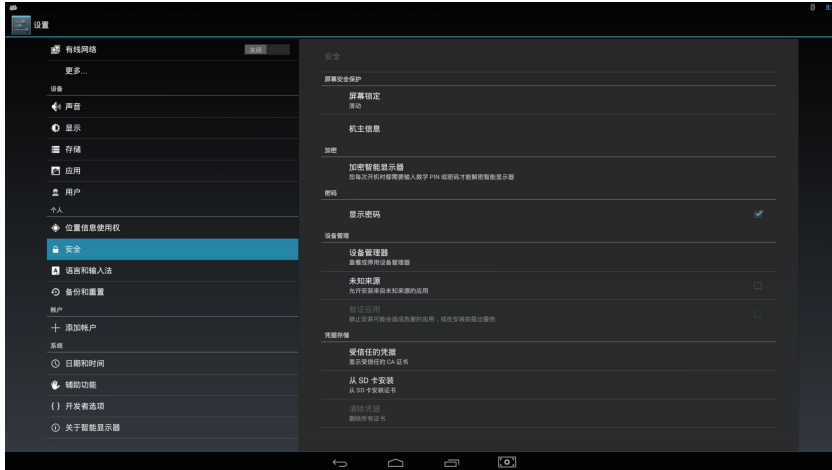 8:
设置
有线网络
关闭
更多...
设备
声音
显示
存储
应用
用户
个人
位置信息使用权
安全
语言和输入法
备份和重置
帐户
添加帐户
系统
日期和时间
辅助功能
开发者选项
关于智能显示器
安全
屏幕安全保护
屏幕锁定
滑动
机主信息
加密
加密智能显示器
您每次开机时都需要输入数字 PIN 或密码才能解密智能显示器
密码
显示密码
设备管理
设备管理器
查看或停用设备管理器
未知来源
允许安装来自未知来源的应用
验证应用
禁止安装可能会造成危害的应用，或在安装前提出警告
凭据存储
受信任的凭据
显示受信任的 CA 证书
从 SD 卡安装
从 SD 卡安装证书
清除凭据
删除所有证书